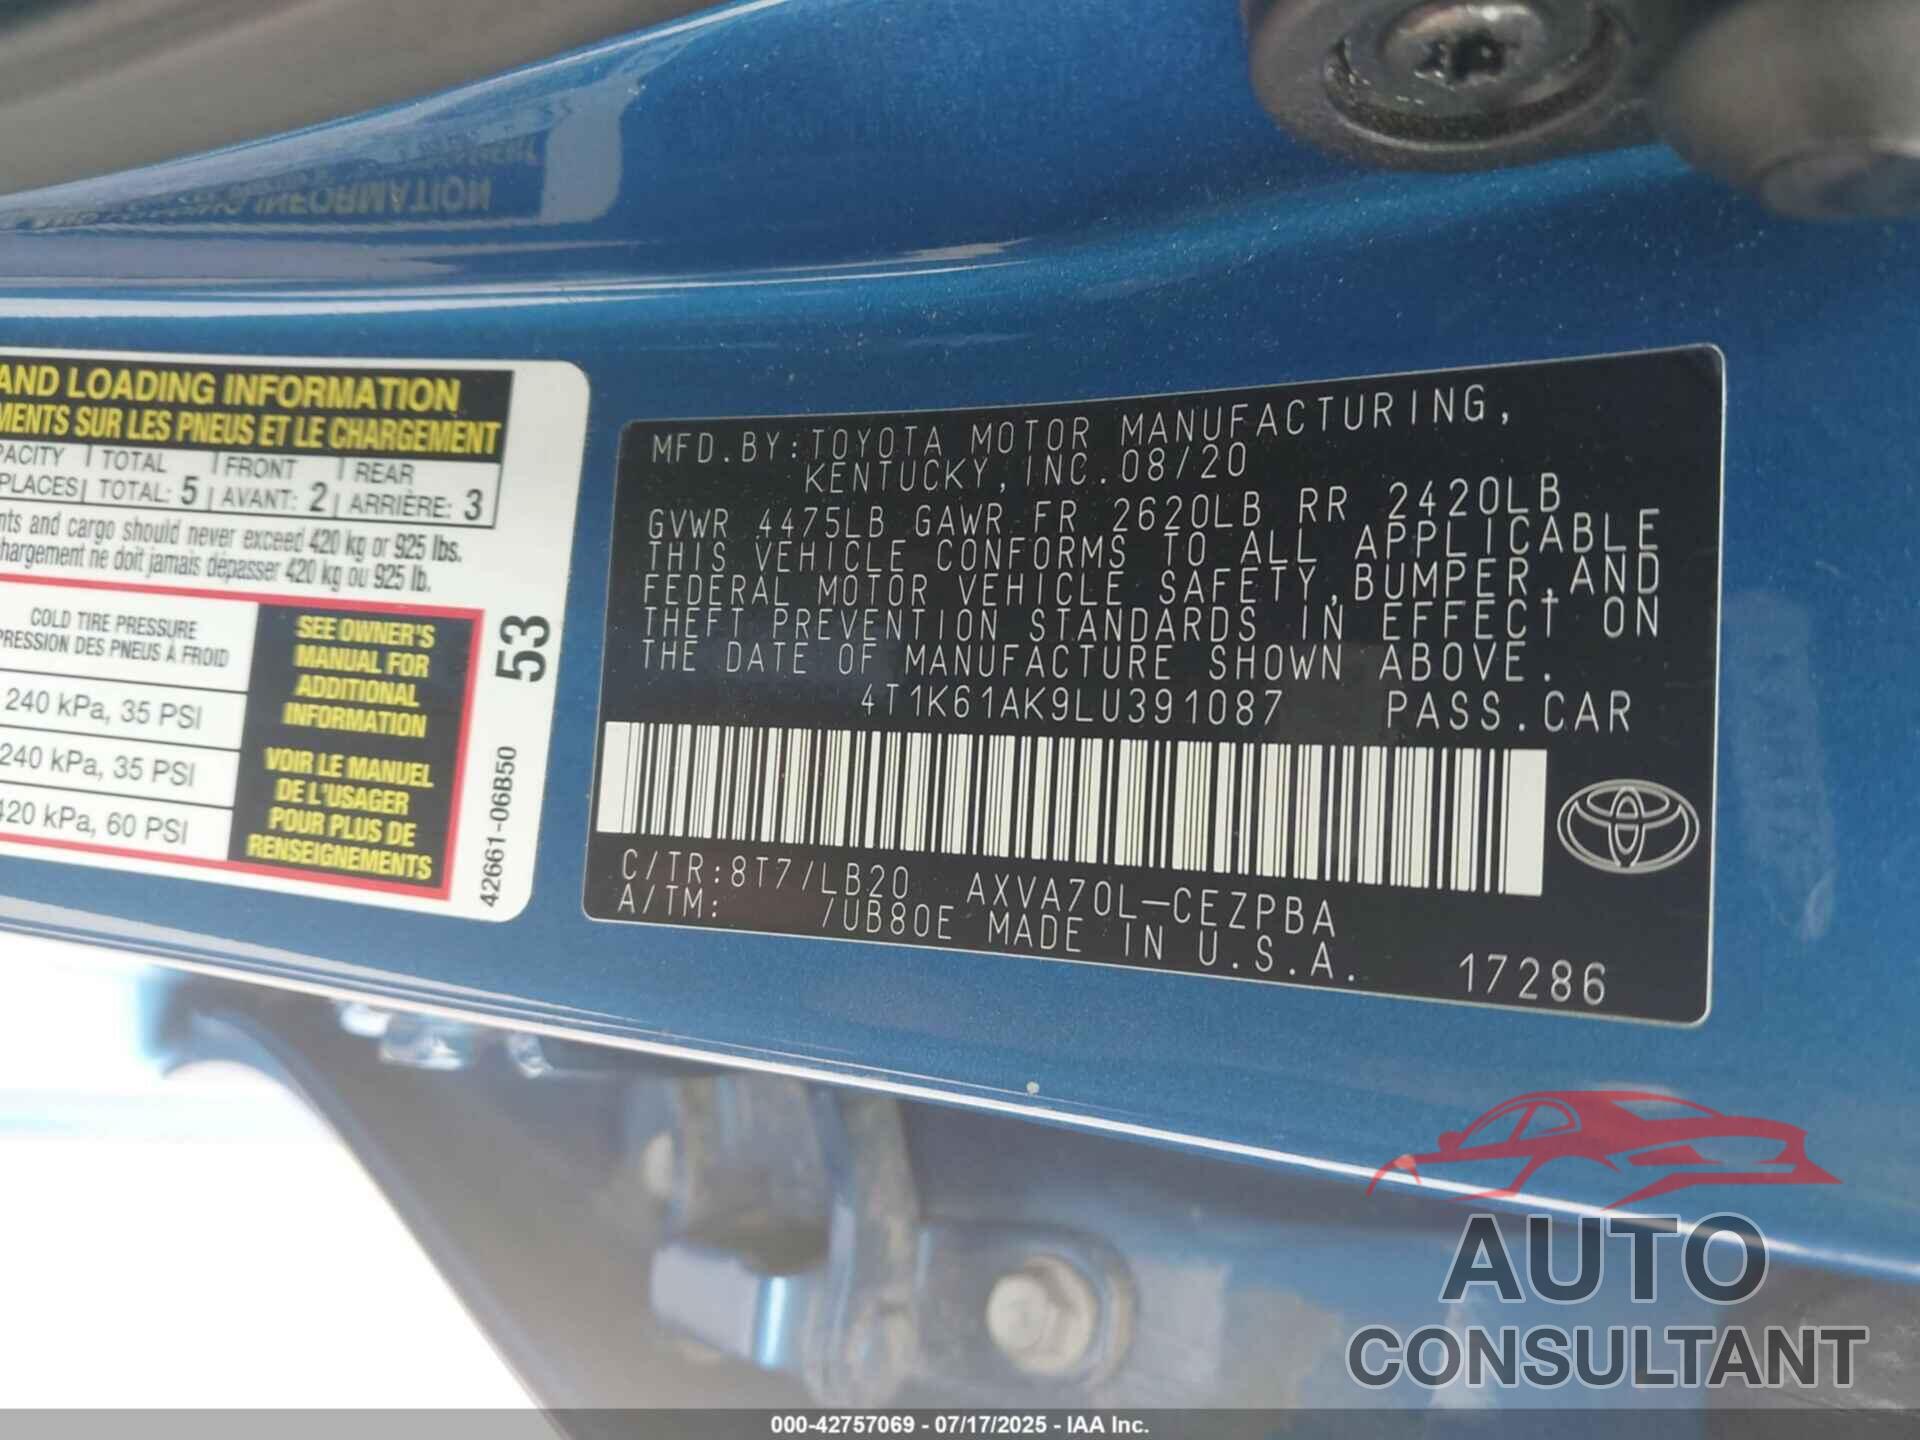 AND LOADING INFORMATION
MENTS SUR LES PNEUS ET LE CHARGEMENT
PACITY TOTAL FRONT REAR
PLACES TOTAL: 5 AVANT: 2 ARRIÈRE: 3
nts and cargo should never exceed 420 kg or 925 lbs.
hargement ne doit jamais dépasser 420 kg ou 925 lb.
COLD TIRE PRESSURE
PRESSION DES PNEUS À FROID
240 kPa, 35 PSI
240 kPa, 35 PSI
420 kPa, 60 PSI
SEE OWNER'S
MANUAL FOR
ADDITIONAL
INFORMATION
VOIR LE MANUEL
DE L'USAGER
POUR PLUS DE
RENSEIGNEMENTS
53
42661-06B50
MFD.BY:TOYOTA MOTOR MANUFACTURING,
KENTUCKY,INC.08/20
GVWR 4475LB GAWR FR 2620LB RR 2420LB
THIS VEHICLE CONFORMS TO ALL APPLICABLE
FEDERAL MOTOR VEHICLE SAFETY,BUMPER,AND
THEFT PREVENTION STANDARDS IN EFFECT ON
THE DATE OF MANUFACTURE SHOWN ABOVE.
4T1K61AK9LU391087 PASS.CAR
C/TR:8T7/LB20 AXVA70L-CEZPBA
A/TM: /UB80E MADE IN U.S.A.
17286
AUTO
CONSULTANT
000-42757069 - 07/17/2025 - IAA Inc.